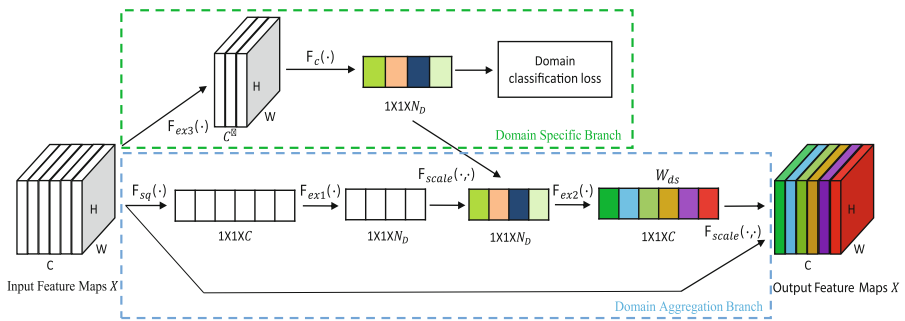 F_c(·)
Domain
classification loss
H
W
1X1XN_D
F_ex3(·)
C
Domain Specific Branch
F_sq(·)
F_ex1(·)
F_scale(·,·)
F_ex2(·)
W_ds
H
W
C
1X1XC
1X1XN_D
1X1XN_D
1X1XC
F_scale(·,·)
H
W
C
Input Feature Maps X
Domain Aggregation Branch
Output Feature Maps X